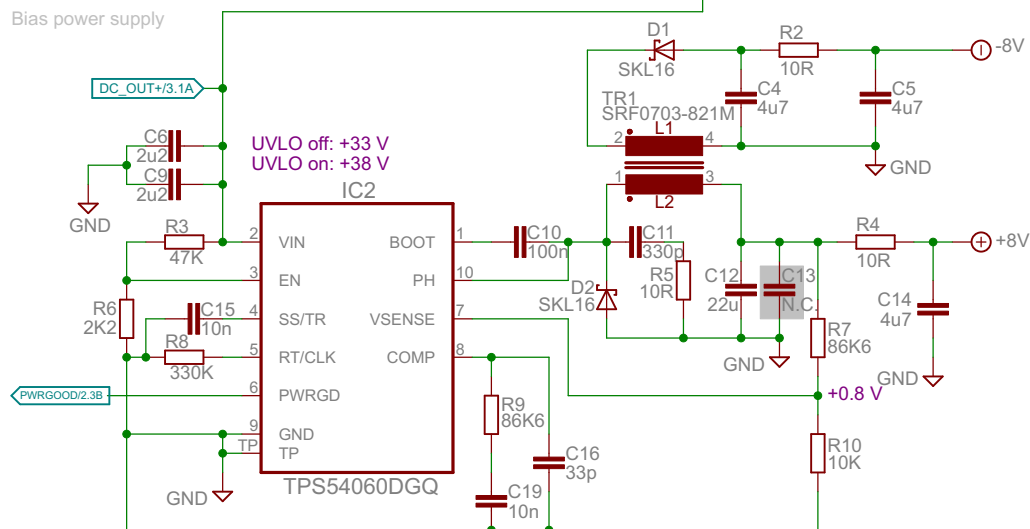 Bias power supply
DC_OUT+/3.1A
C6
2u2
C9
2u2
GND
UVLO off: +33 V
UVLO on: +38 V
IC2
R3
47K
R6
2K2
C15
10n
R8
330K
PWRGOOD/2.3B
2 VIN
3 EN
4 SS/TR
5 RT/CLK
6 PWRGD
9 GND
TP TP
BOOT 1
PH 10
VSENSE 7
COMP 8
TPS54060DGQ
GND
C10
100n
C11
330p
R5
10R
D2
SKL16
D1
SKL16
TR1
SRF0703-821M
2 L1 4
1 L2 3
R2
10R
C4
4u7
C5
4u7
-8V
GND
R4
10R
+8V
C12
22u
C13
N.C.
GND
R7
86K6
C14
4u7
GND
+0.8 V
R9
86K6
C16
33p
C19
10n
R10
10K